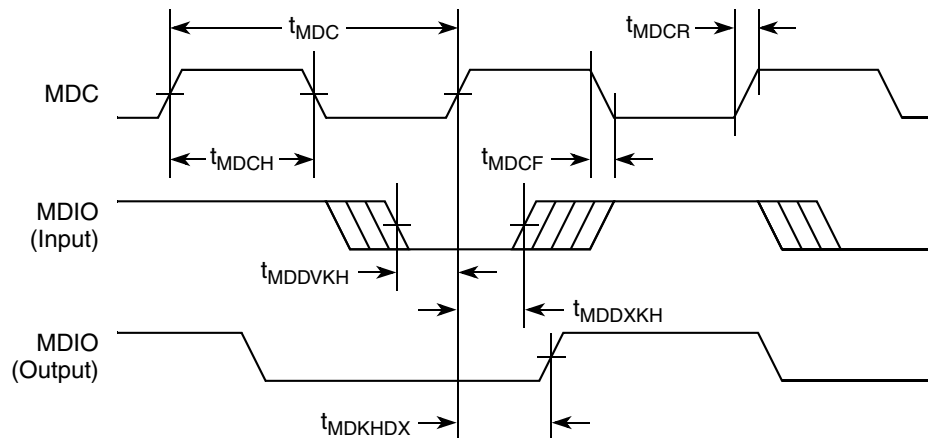 tMDC
tMDCR
MDC
tMDCH
tMDCF
MDIO
(Input)
tMDDVKH
tMDDXKH
MDIO
(Output)
tMDKHDX